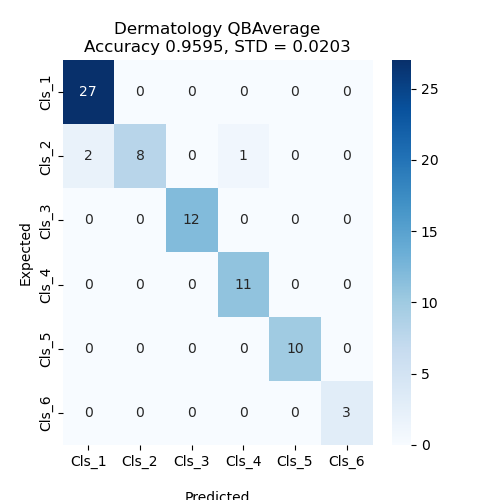 Dermatology QBAverage
Accuracy 0.9595, STD = 0.0203
Expected
Cls_1 27 0 0 0 0 0
Cls_2 2 8 0 1 0 0
Cls_3 0 0 12 0 0 0
Cls_4 0 0 0 11 0 0
Cls_5 0 0 0 0 10 0
Cls_6 0 0 0 0 0 3
Cls_1 Cls_2 Cls_3 Cls_4 Cls_5 Cls_6
Predicted
25
20
15
10
5
0